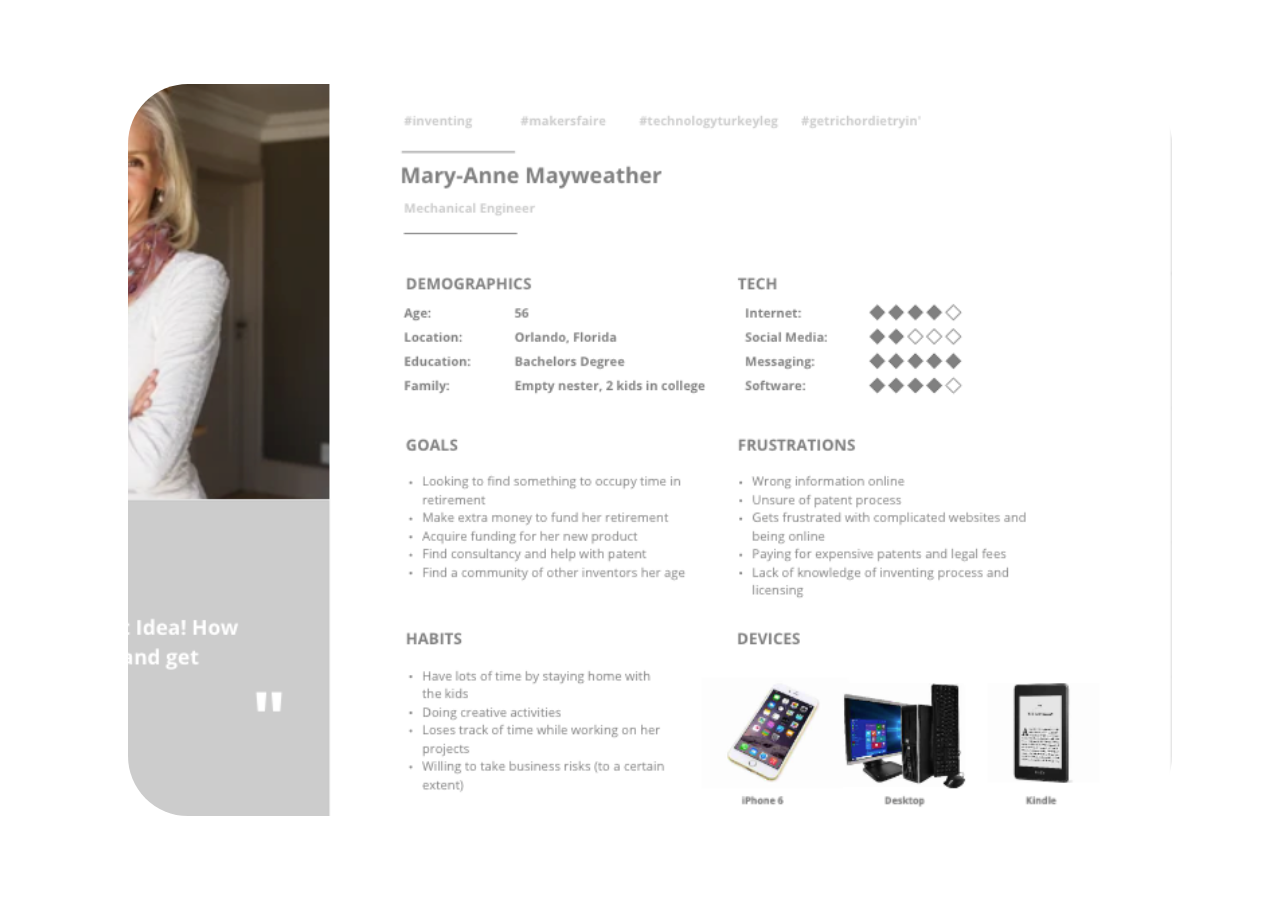 #inventing #makersfaire #technologyturkeyleg #getrichordietryin'
Mary-Anne Mayweather
Mechanical Engineer
DEMOGRAPHICS
Age: 56
Location: Orlando, Florida
Education: Bachelors Degree
Family: Empty nester, 2 kids in college
TECH
Internet:
Social Media:
Messaging:
Software:
GOALS
• Looking to find something to occupy time in
retirement
• Make extra money to fund her retirement
• Acquire funding for her new product
• Find consultancy and help with patent
• Find a community of other inventors her age
FRUSTRATIONS
• Wrong information online
• Unsure of patent process
• Gets frustrated with complicated websites and
being online
• Paying for expensive patents and legal fees
• Lack of knowledge of inventing process and
licensing
Idea! How
and get
"
HABITS
• Have lots of time by staying home with
the kids
• Doing creative activities
• Loses track of time while working on her
projects
• Willing to take business risks (to a certain
extent)
DEVICES
iPhone 6
Desktop
Kindle